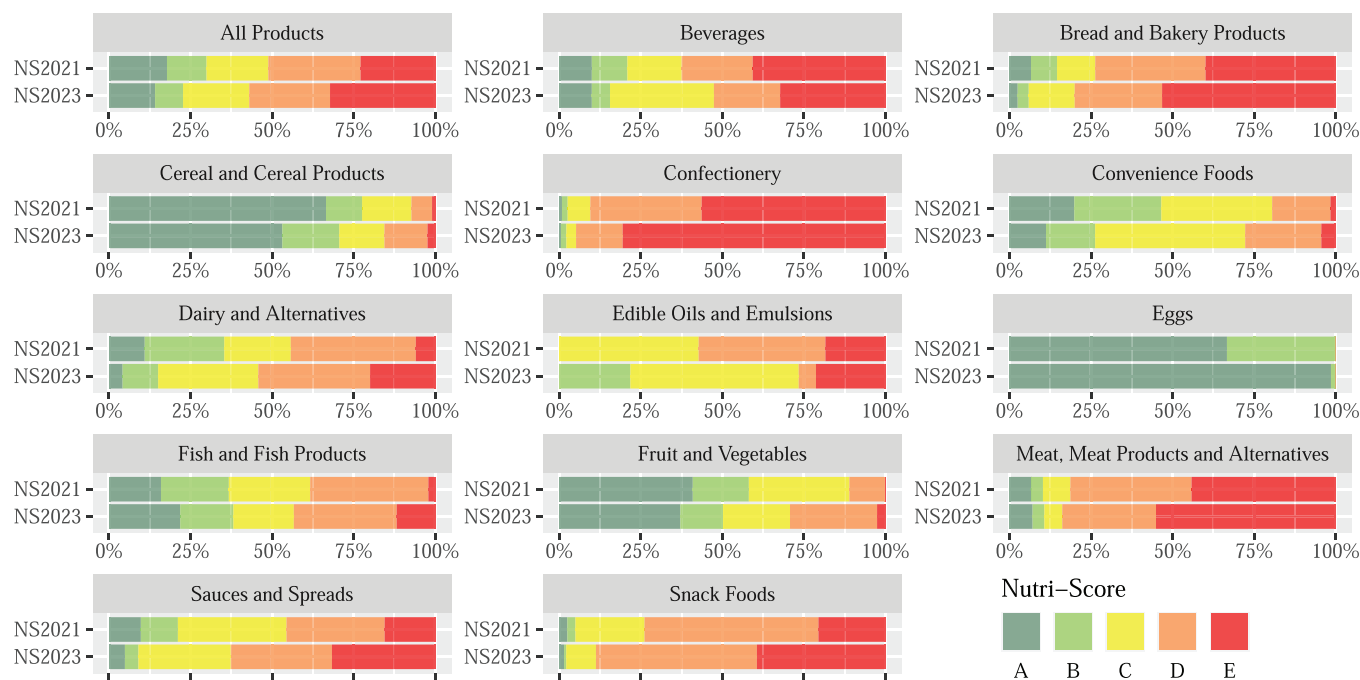 All Products
Beverages
Bread and Bakery Products
NS2021
NS2021
NS2021
NS2023
NS2023
NS2023
0% 25% 50% 75% 100%
0% 25% 50% 75% 100%
0% 25% 50% 75% 100%
Cereal and Cereal Products
Confectionery
Convenience Foods
NS2021
NS2021
NS2021
NS2023
NS2023
NS2023
0% 25% 50% 75% 100%
0% 25% 50% 75% 100%
0% 25% 50% 75% 100%
Dairy and Alternatives
Edible Oils and Emulsions
Eggs
NS2021
NS2021
NS2021
NS2023
NS2023
NS2023
0% 25% 50% 75% 100%
0% 25% 50% 75% 100%
0% 25% 50% 75% 100%
Fish and Fish Products
Fruit and Vegetables
Meat, Meat Products and Alternatives
NS2021
NS2021
NS2021
NS2023
NS2023
NS2023
0% 25% 50% 75% 100%
0% 25% 50% 75% 100%
0% 25% 50% 75% 100%
Sauces and Spreads
Snack Foods
Nutri−Score
NS2021
NS2021
NS2023
NS2023
A B C D E